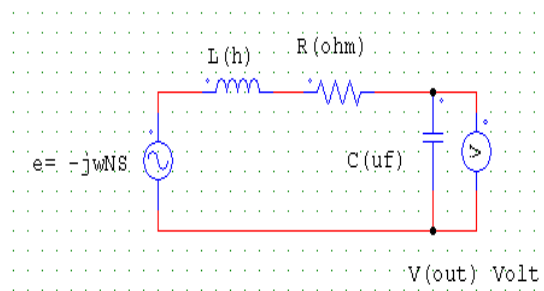 L(h)
R(ohm)
e= -jwNS
C(uf)
V
V(out) Volt